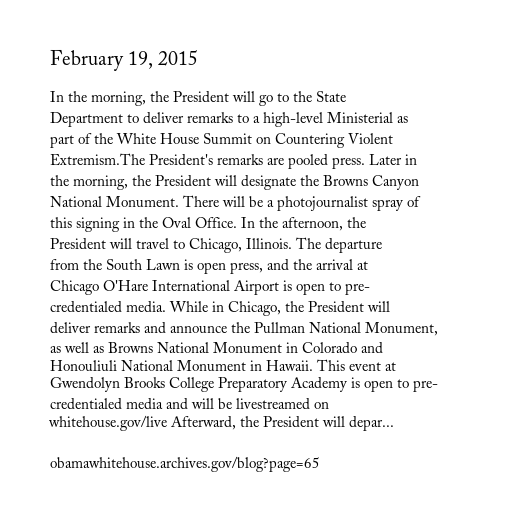 February 19, 2015
In the morning, the President will go to the State
Department to deliver remarks to a high-level Ministerial as
part of the White House Summit on Countering Violent
Extremism.The President's remarks are pooled press. Later in
the morning, the President will designate the Browns Canyon
National Monument. There will be a photojournalist spray of
this signing in the Oval Office. In the afternoon, the
President will travel to Chicago, Illinois. The departure
from the South Lawn is open press, and the arrival at
Chicago O'Hare International Airport is open to pre-
credentialed media. While in Chicago, the President will
deliver remarks and announce the Pullman National Monument,
as well as Browns National Monument in Colorado and
Honouliuli National Monument in Hawaii. This event at
Gwendolyn Brooks College Preparatory Academy is open to pre-
credentialed media and will be livestreamed on
whitehouse.gov/live Afterward, the President will depar...
obamawhitehouse.archives.gov/blog?page=65